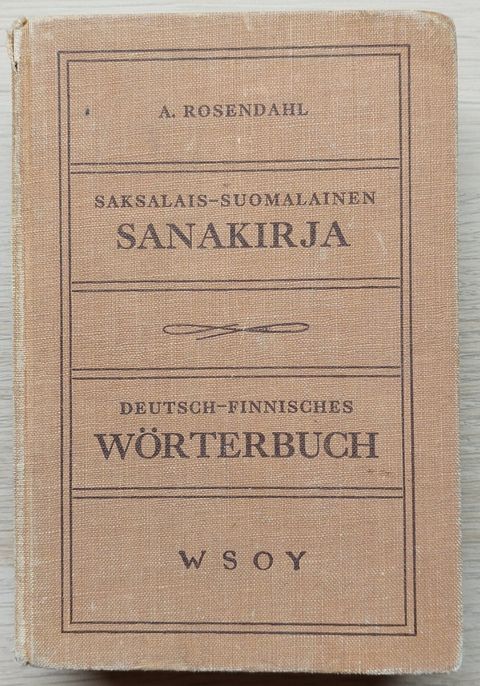 A. ROSENDAHL
SAKSALAIS-SUOMALAINEN
SANAKIRJA
DEUTSCH-FINNISCHES
WÖRTERBUCH
WSOY